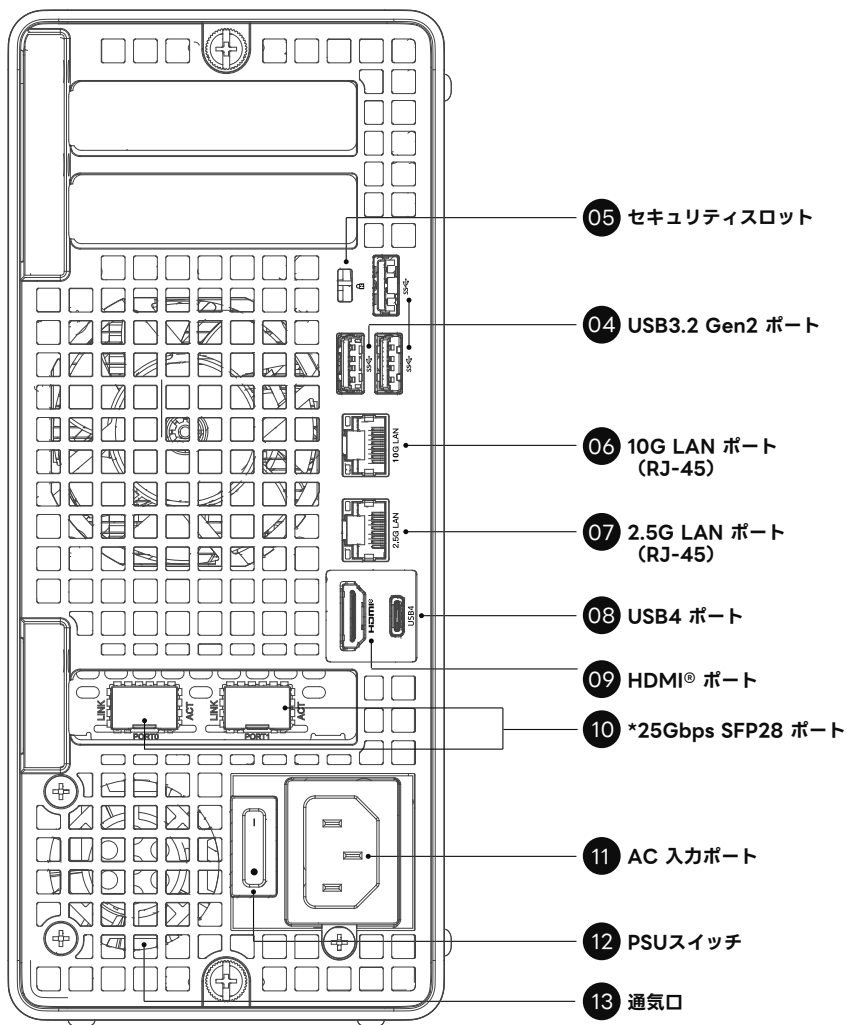 05 セキュリティスロット
04 USB3.2 Gen2 ポート
06 10G LAN ポート
（RJ-45）
07 2.5G LAN ポート
（RJ-45）
08 USB4 ポート
09 HDMI® ポート
10 *25Gbps SFP28 ポート
11 AC 入力ポート
12 PSUスイッチ
13 通気口
SS
SS
SS
10G LAN
2.5G LAN
HDMI®
USB4
LINK
ACT
PORT0
LINK
ACT
PORT1